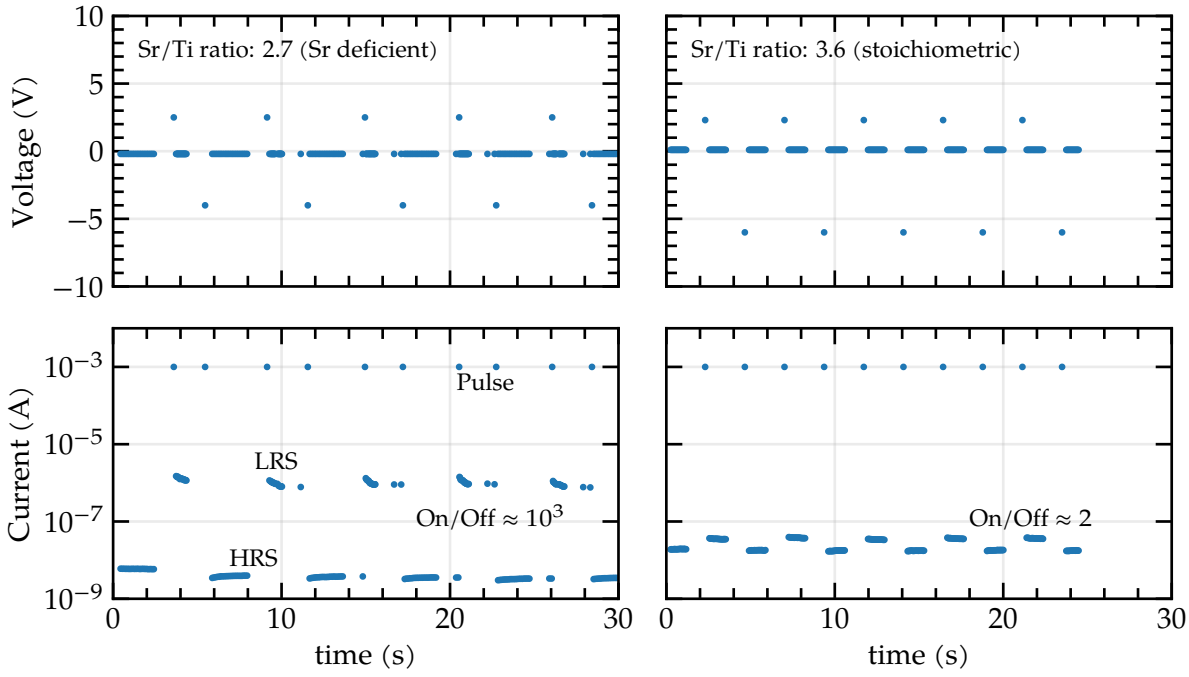 10
5
0
−5
−10
Voltage (V)
Sr/Ti ratio: 2.7 (Sr deficient)
Sr/Ti ratio: 3.6 (stoichiometric)
10⁻³
10⁻⁵
10⁻⁷
10⁻⁹
Current (A)
Pulse
LRS
On/Off ≈ 10³
HRS
0
10
20
30
time (s)
On/Off ≈ 2
0
10
20
30
time (s)